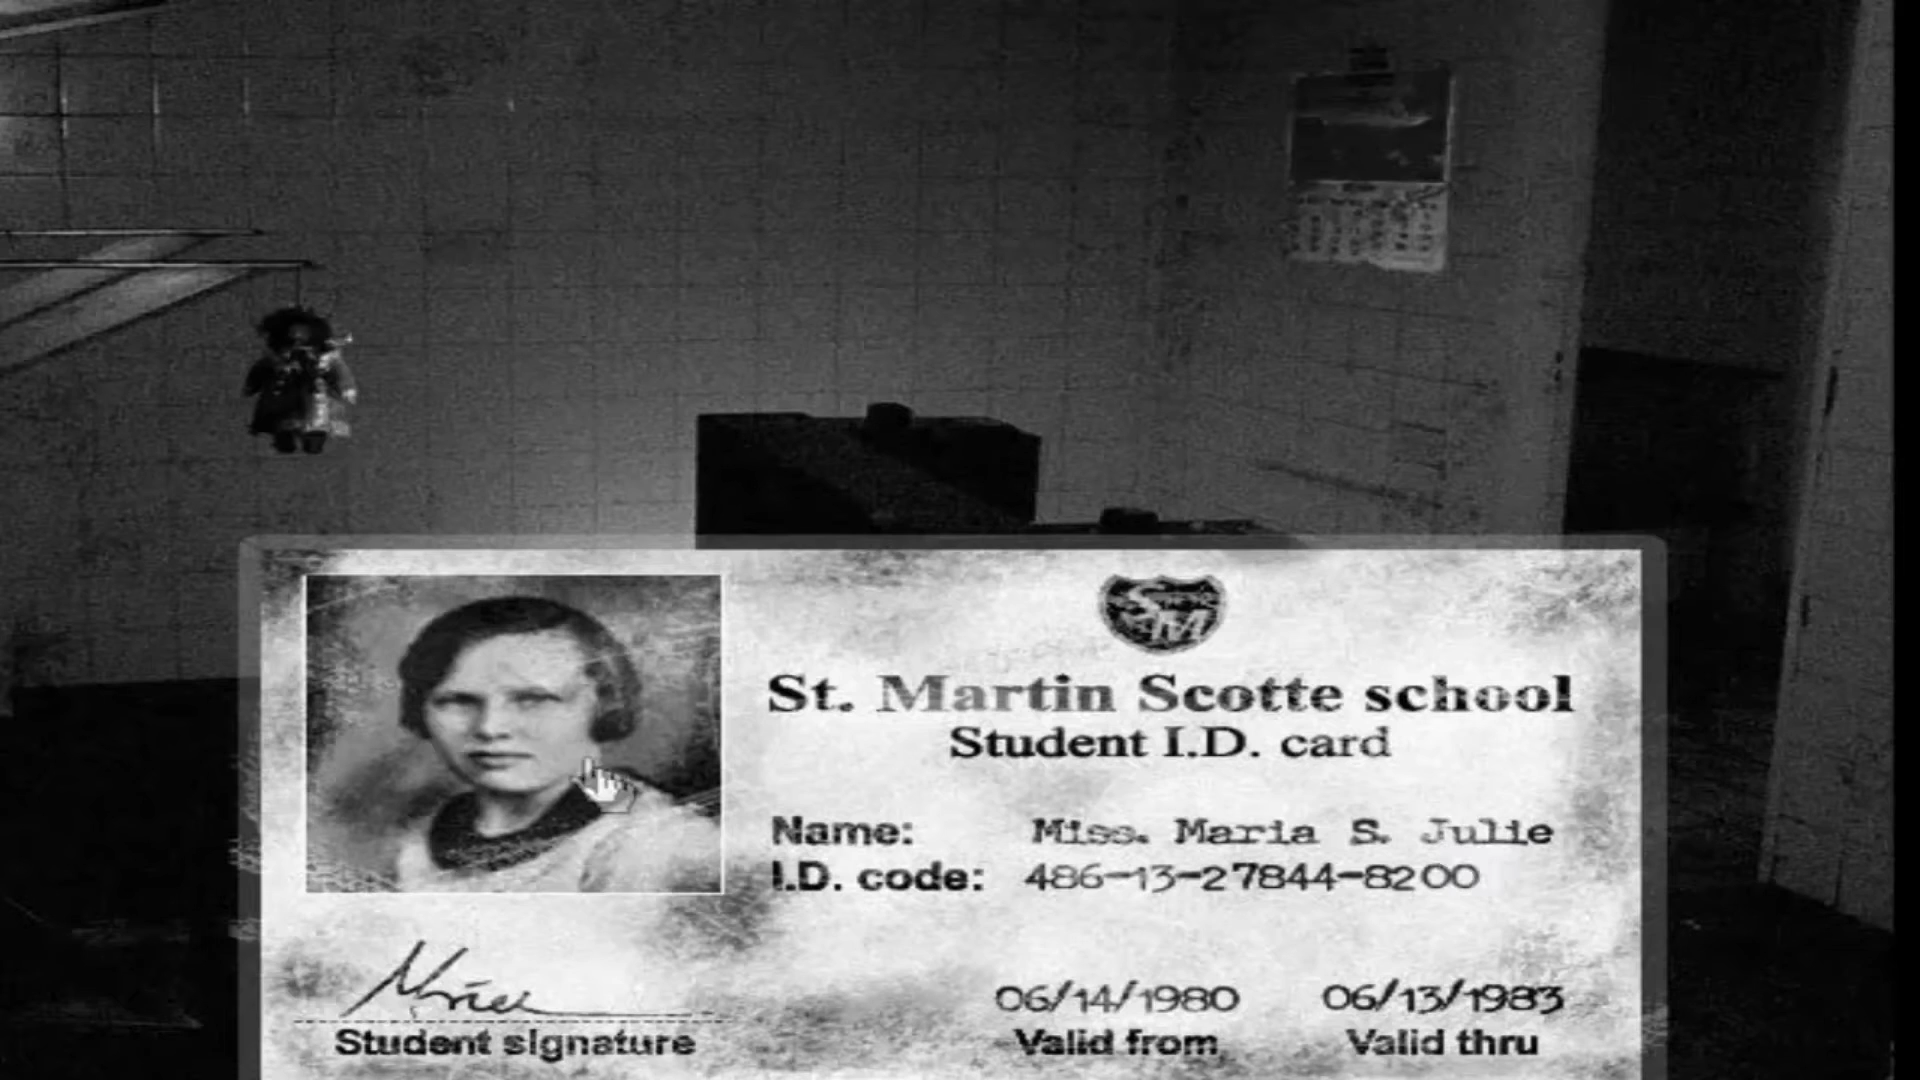 SM
St. Martin Scotte school
Student I.D. card
Name: Miss. Maria S. Julie
I.D. code: 486-13-27844-8200
06/14/1980 06/13/1983
Student signature Valid from Valid thru